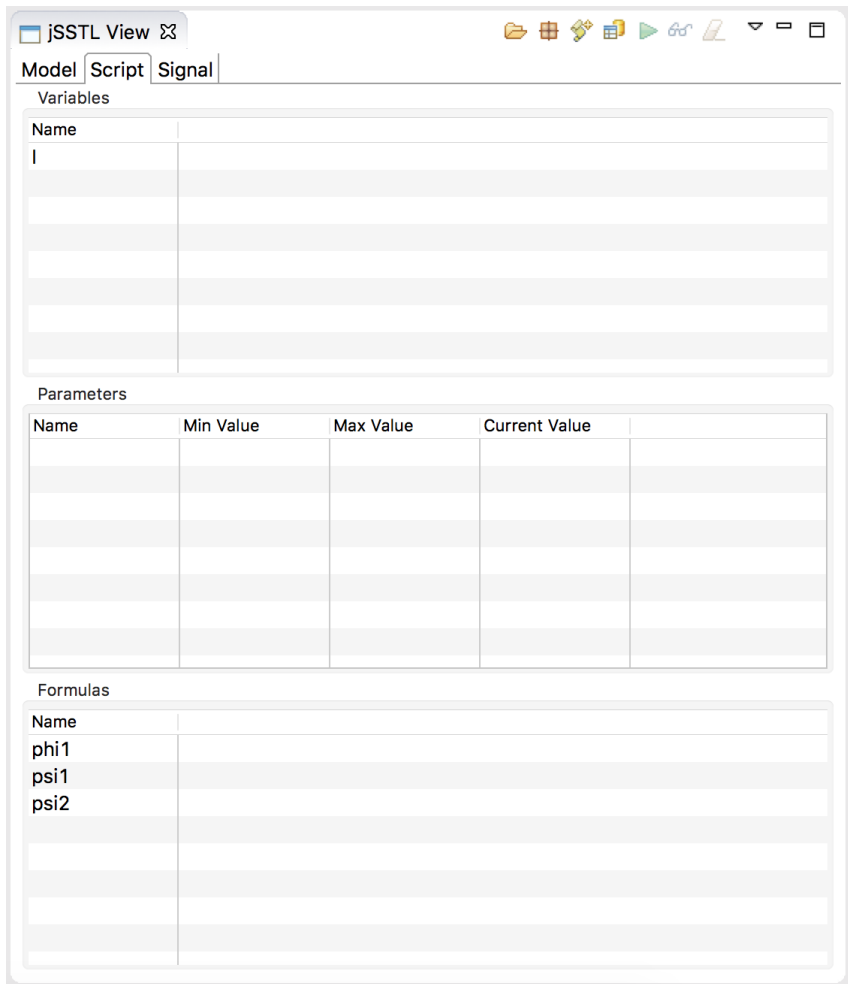 jSSTL View
Model Script Signal
Variables
Name
I
Parameters
Name Min Value Max Value Current Value
Formulas
Name
phi1
psi1
psi2